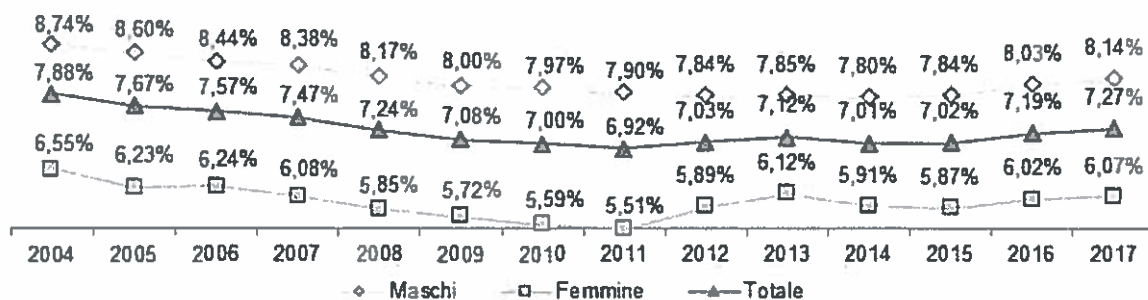 8,74% 8,60% 8,44% 8,38% 8,17% 8,00% 7,97% 7,90% 7,84% 7,85% 7,80% 7,84% 8,03% 8,14%
7,88% 7,67% 7,57% 7,47% 7,24% 7,08% 7,00% 6,92% 7,03% 7,12% 7,01% 7,02% 7,19% 7,27%
6,55% 6,23% 6,24% 6,08% 5,85% 5,72% 5,59% 5,51% 5,89% 6,12% 5,91% 5,87% 6,02% 6,07%
2004 2005 2006 2007 2008 2009 2010 2011 2012 2013 2014 2015 2016 2017
Maschi Femmine Totale